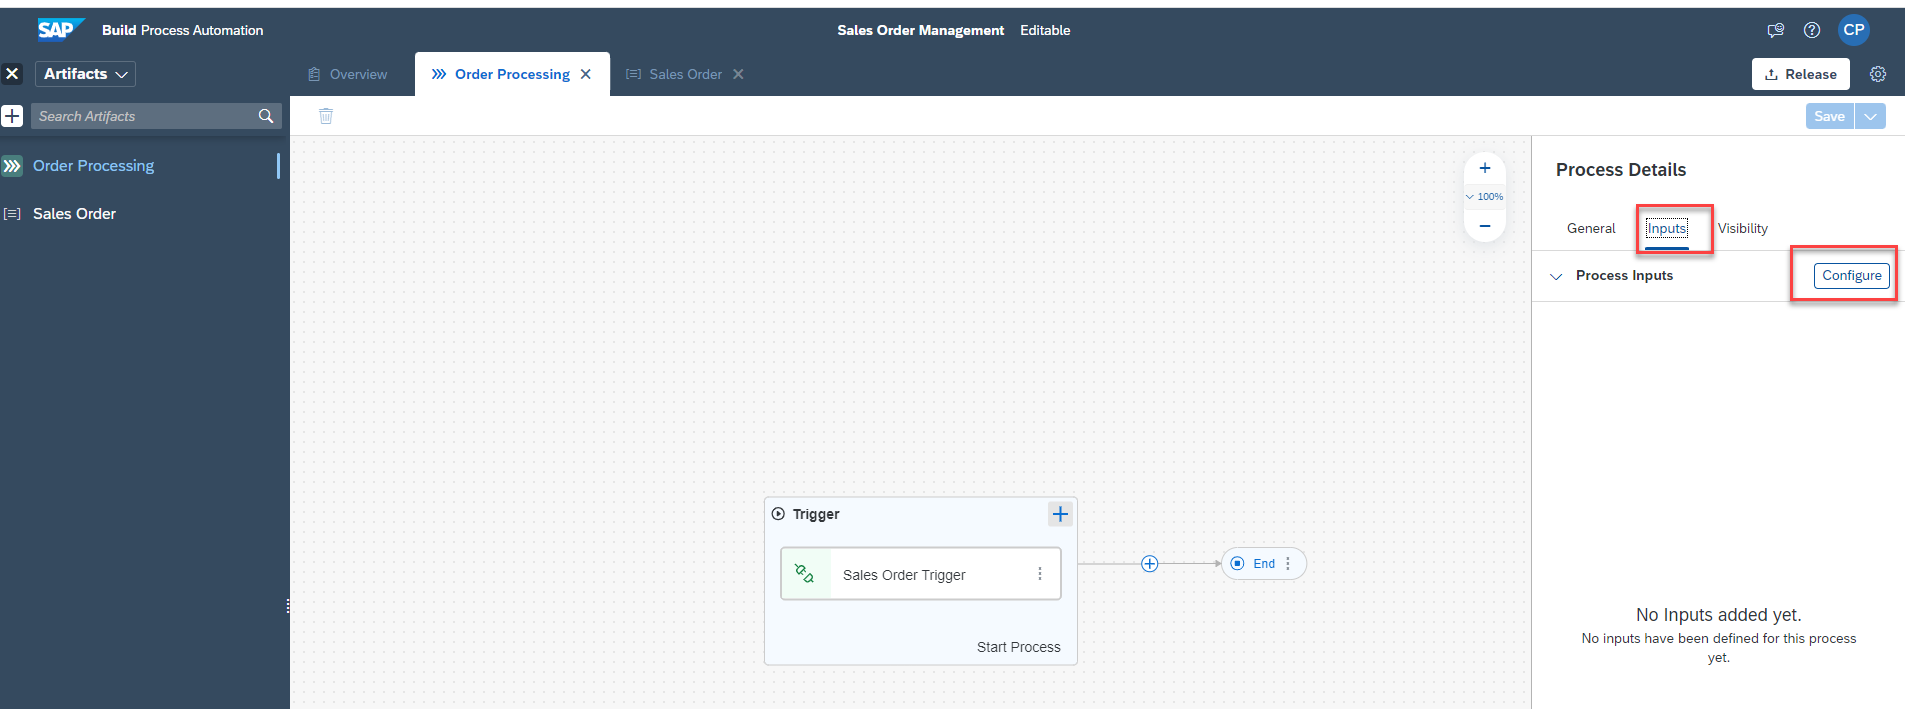 SAP Build Process Automation
Sales Order Management Editable
CP
Artifacts
Overview
Order Processing
Sales Order
Release
Search Artifacts
Save
Order Processing
Sales Order
100%
Process Details
General Inputs Visibility
Process Inputs
Configure
Trigger
Sales Order Trigger
End
Start Process
No Inputs added yet.
No inputs have been defined for this process
yet.